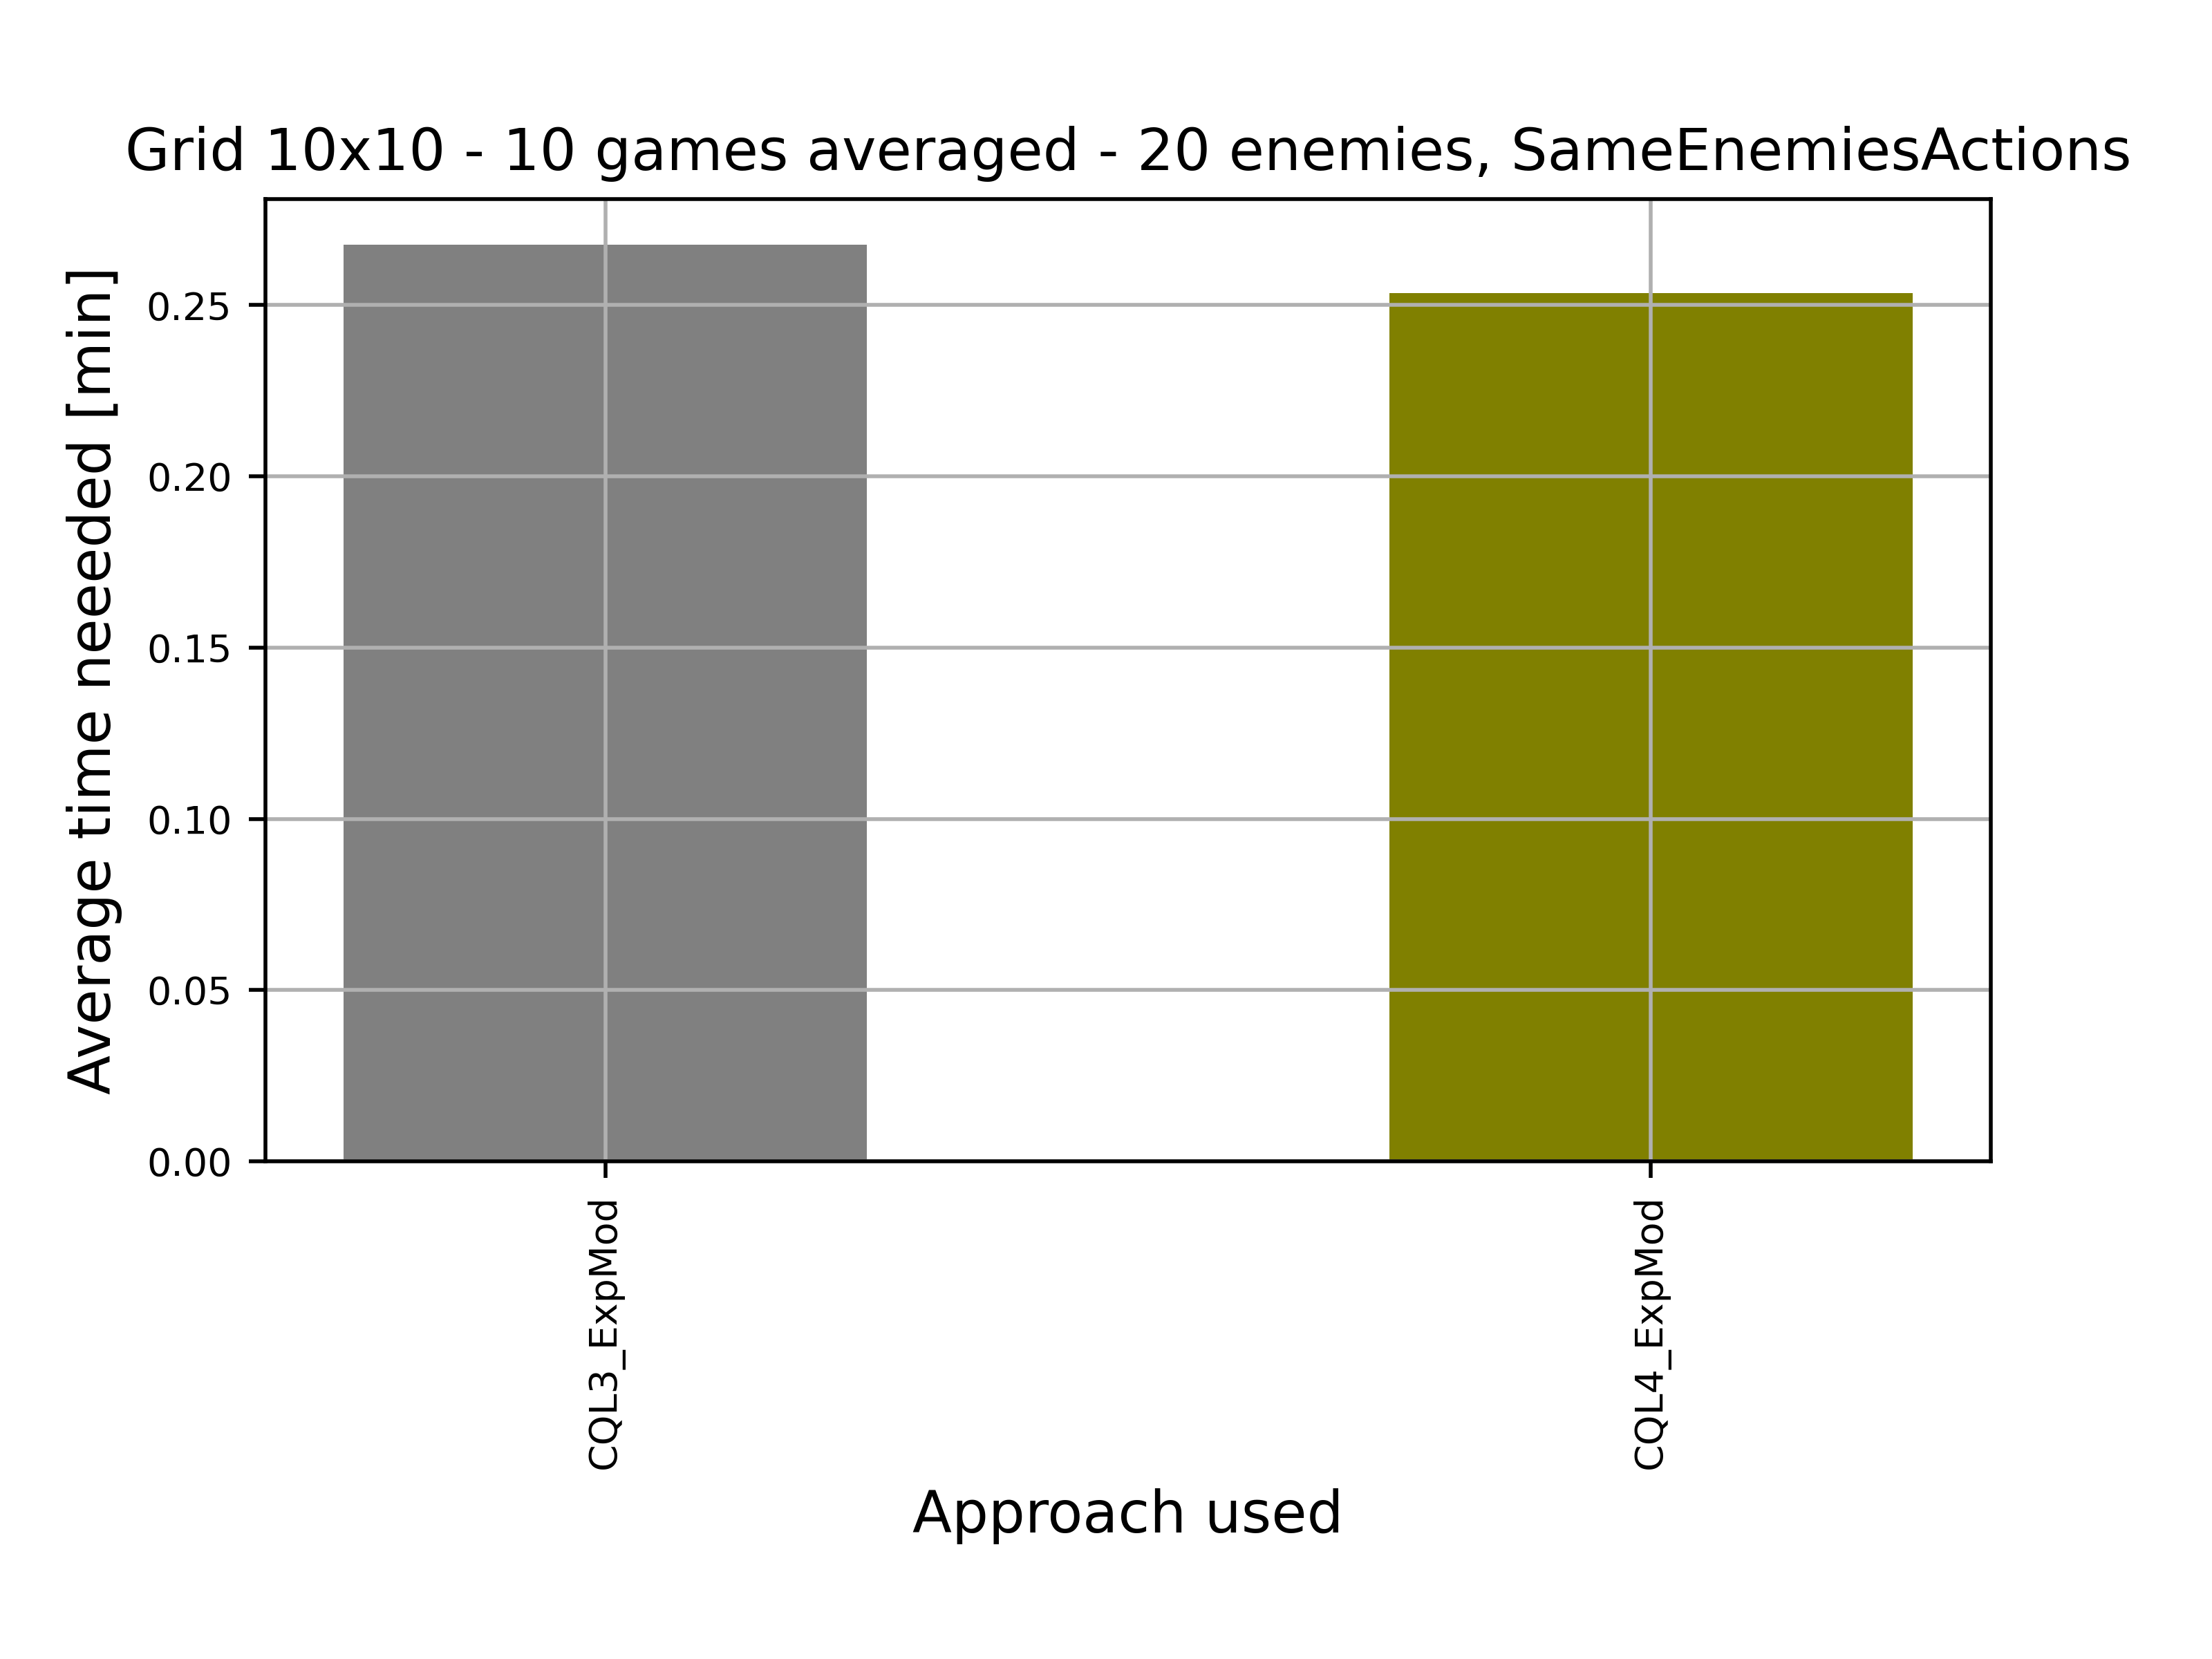 Grid 10x10 - 10 games averaged - 20 enemies, SameEnemiesActions
Average time needed [min]
0.25
0.20
0.15
0.10
0.05
0.00
CQL3_ExpMod
CQL4_ExpMod
Approach used